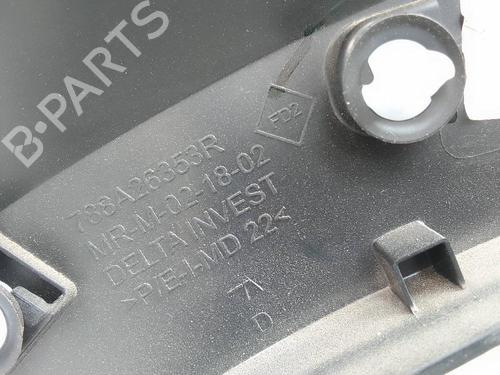 B-PARTS
FD2
788A26353R
MR-M-02-18-02
DELTA INVEST
>P/E-I-MD 22<
D